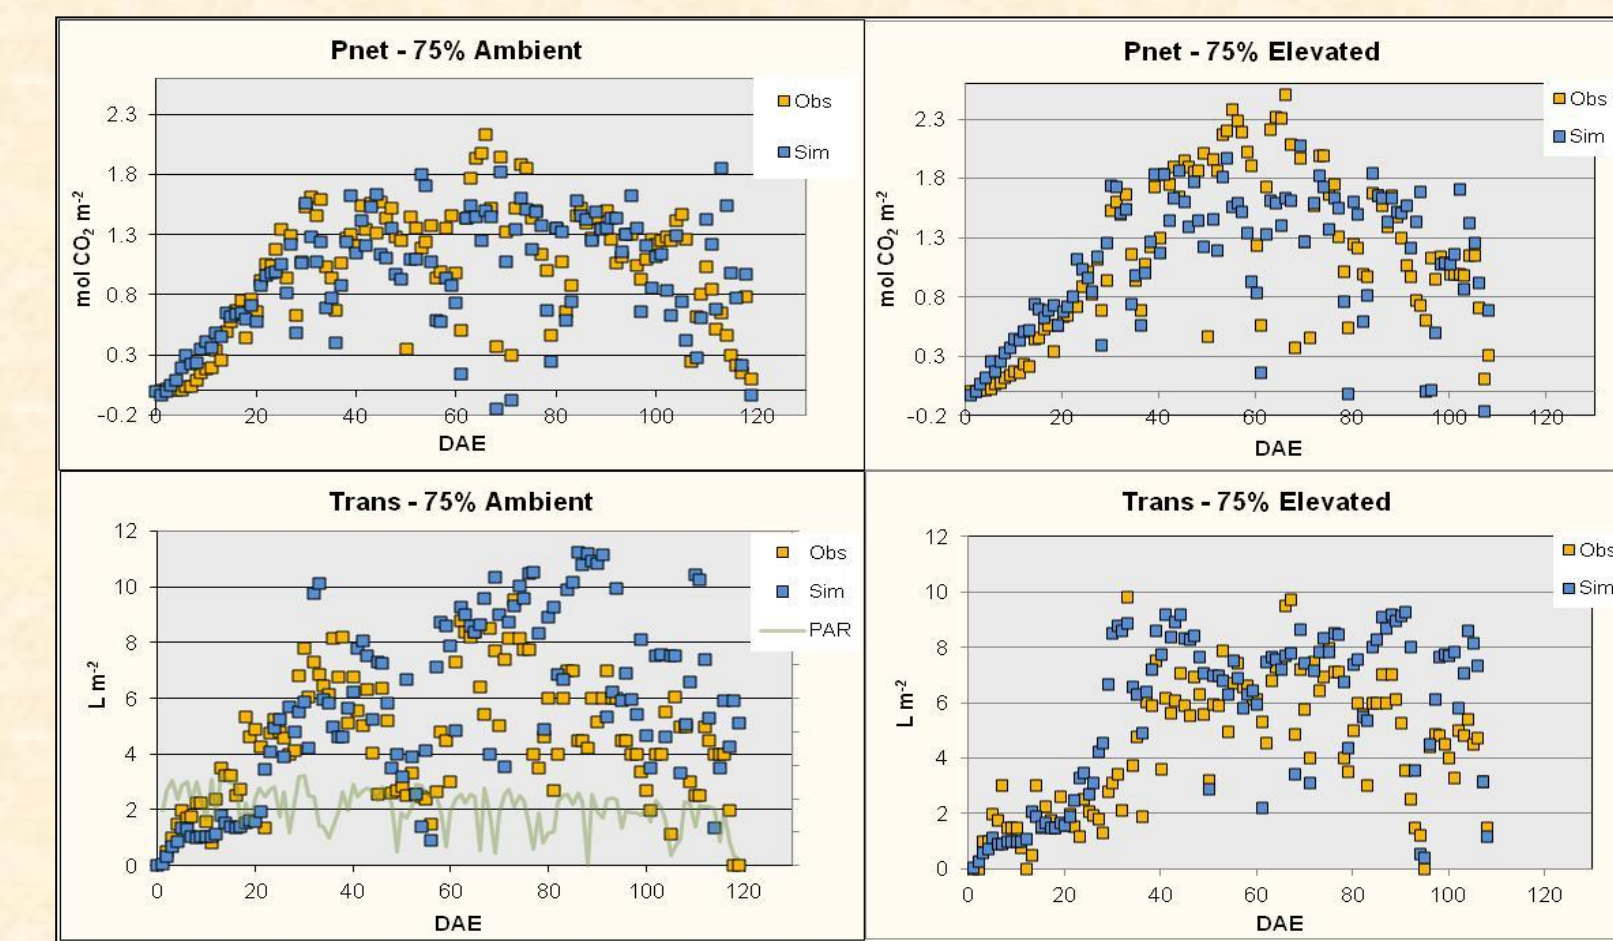 Pnet - 75% Ambient
mol CO2 m-2
2.3
1.8
1.3
0.8
0.3
-0.2
0 20 40 60 80 100 120
DAE
Obs
Sim
Pnet - 75% Elevated
mol CO2 m-2
2.3
1.8
1.3
0.8
0.3
-0.2
0 20 40 60 80 100 120
DAE
Obs
Sim
Trans - 75% Ambient
L m-2
12
10
8
6
4
2
0
0 20 40 60 80 100 120
DAE
Obs
Sim
PAR
Trans - 75% Elevated
L m-2
12
10
8
6
4
2
0
0 20 40 60 80 100 120
DAE
Obs
Sim